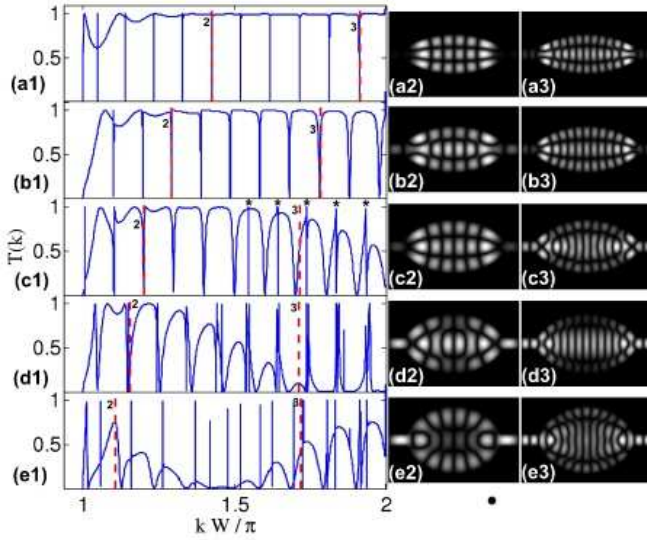 1
0.5
2
3
(a1)
(a2)
(a3)
1
0.5
2
3
(b1)
(b2)
(b3)
T(k)
1
0.5
2
3
* * * * *
(c1)
(c2)
(c3)
1
0.5
2
3
(d1)
(d2)
(d3)
1
0.5
2
3
(e1)
(e2)
(e3)
1 1.5 2
k W / π